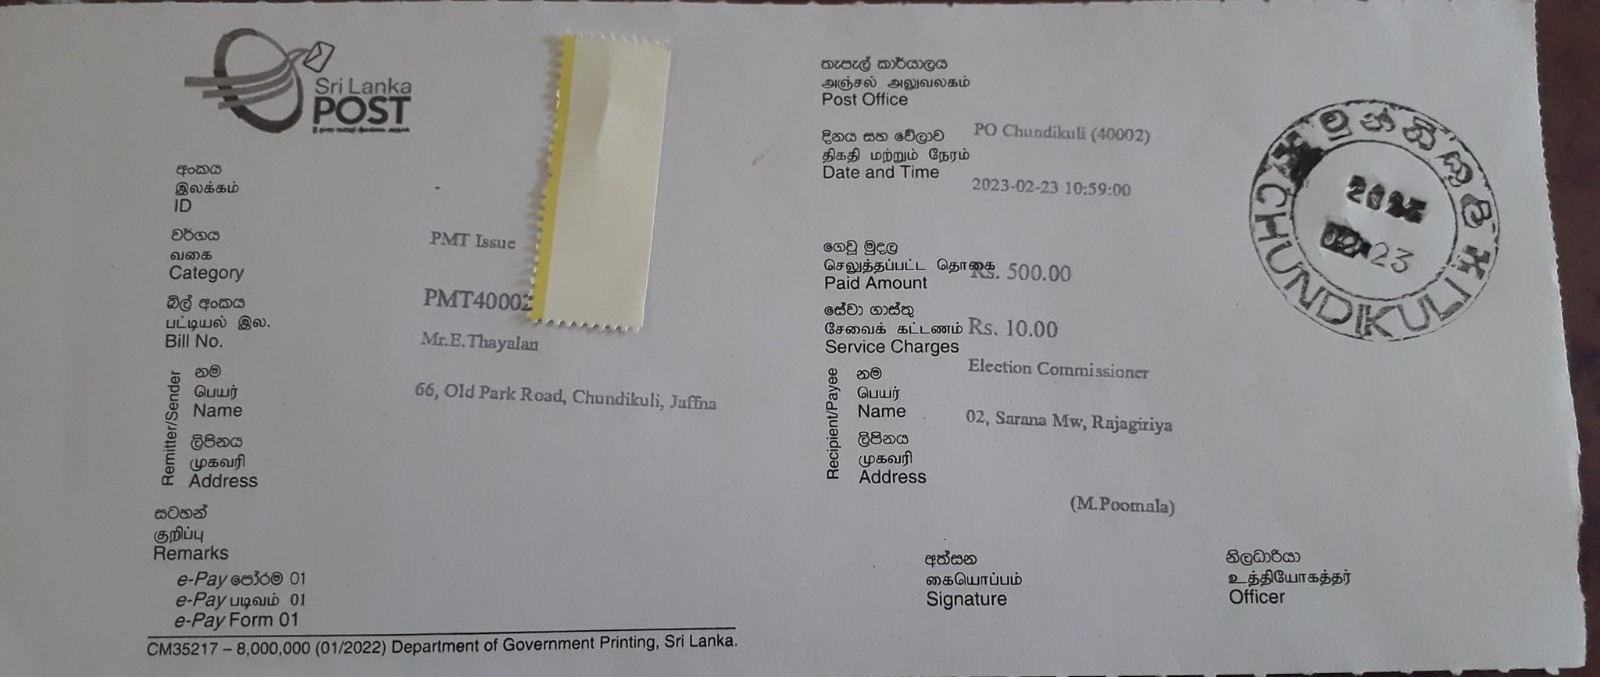 Sri Lanka
POST
අංකය
இலக்கம்
ID
-
වර්ගය
வகை
Category
PMT Issue
බිල් අංකය
பட்டியல் இல.
Bill No.
PMT40002
Remitter/Sender
නම
பெயர்
Name
Mr.E.Thayalan
ලිපිනය
முகவரி
Address
66, Old Park Road, Chundikuli, Jaffna
සටහන්
குறிப்பு
Remarks
e-Pay පෝරම 01
e-Pay படிவம் 01
e-Pay Form 01
CM35217 – 8,000,000 (01/2022) Department of Government Printing, Sri Lanka.
තැපැල් කාර්යාලය
அஞ்சல் அலுவலகம்
Post Office
PO Chundikuli (40002)
දිනය සහ වේලාව
திகதி மற்றும் நேரம்
Date and Time
2023-02-23 10:59:00
ගෙවූ මුදල
செலுத்தப்பட்ட தொகை
Paid Amount
Rs. 500.00
සේවා ගාස්තු
சேவைக் கட்டணம்
Service Charges
Rs. 10.00
Recipient/Payee
නම
பெயர்
Name
Election Commissioner
ලිපිනය
முகவரி
Address
02, Sarana Mw, Rajagiriya
(M.Poomala)
අත්සන
கையொப்பம்
Signature
නිලධාරියා
உத்தியோகத்தர்
Officer
CHUNDIKULI
23